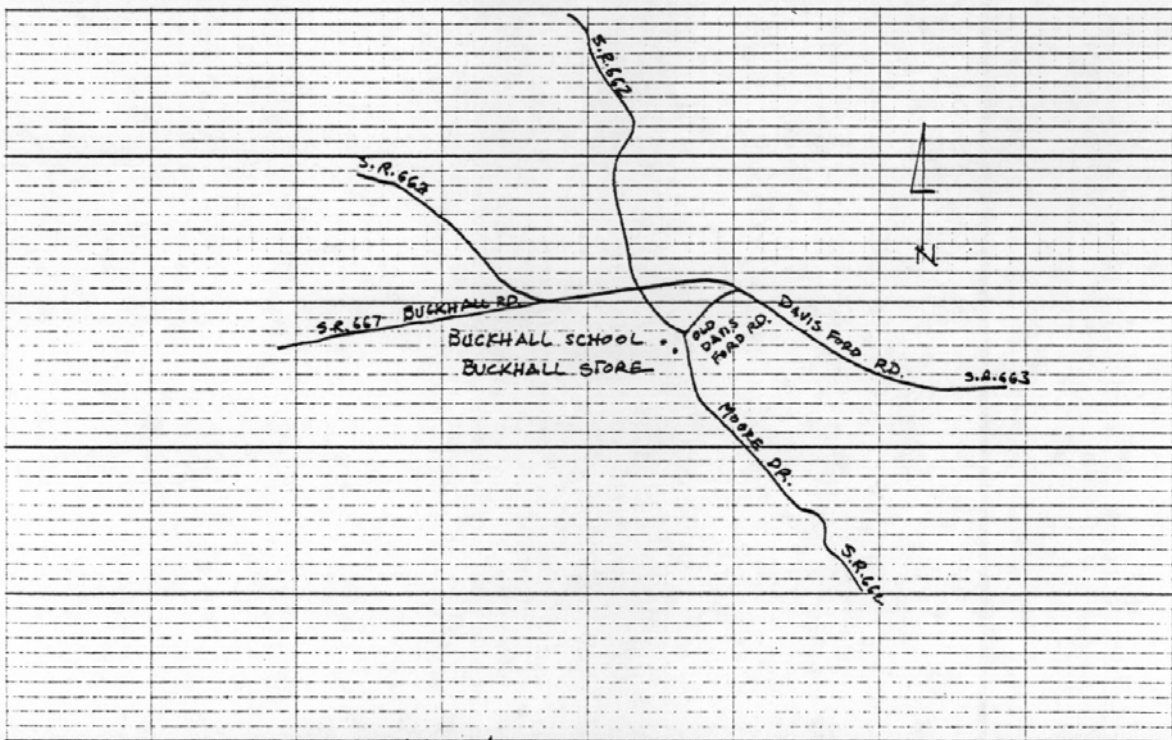 S.R.662
S.R.663
N
BUCKHALL RD.
S.R.667
BUCKHALL SCHOOL
BUCKHALL STORE
OLD
DAVIS
FORD RD.
DAVIS FORD RD.
S.R.663
MOORE DR.
S.R.662